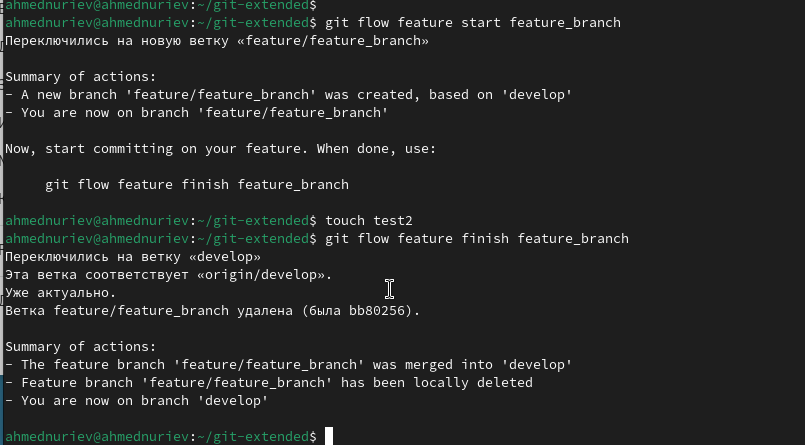 ahmednuriev@ahmednuriev:~/git-extended$
ahmednuriev@ahmednuriev:~/git-extended$ git flow feature start feature_branch
Переключились на новую ветку «feature/feature_branch»
Summary of actions:
- A new branch 'feature/feature_branch' was created, based on 'develop'
- You are now on branch 'feature/feature_branch'
Now, start committing on your feature. When done, use:
git flow feature finish feature_branch
ahmednuriev@ahmednuriev:~/git-extended$ touch test2
ahmednuriev@ahmednuriev:~/git-extended$ git flow feature finish feature_branch
Переключились на ветку «develop»
Эта ветка соответствует «origin/develop».
Уже актуально.
Ветка feature/feature_branch удалена (была bb80256).
Summary of actions:
- The feature branch 'feature/feature_branch' was merged into 'develop'
- Feature branch 'feature/feature_branch' has been locally deleted
- You are now on branch 'develop'
ahmednuriev@ahmednuriev:~/git-extended$